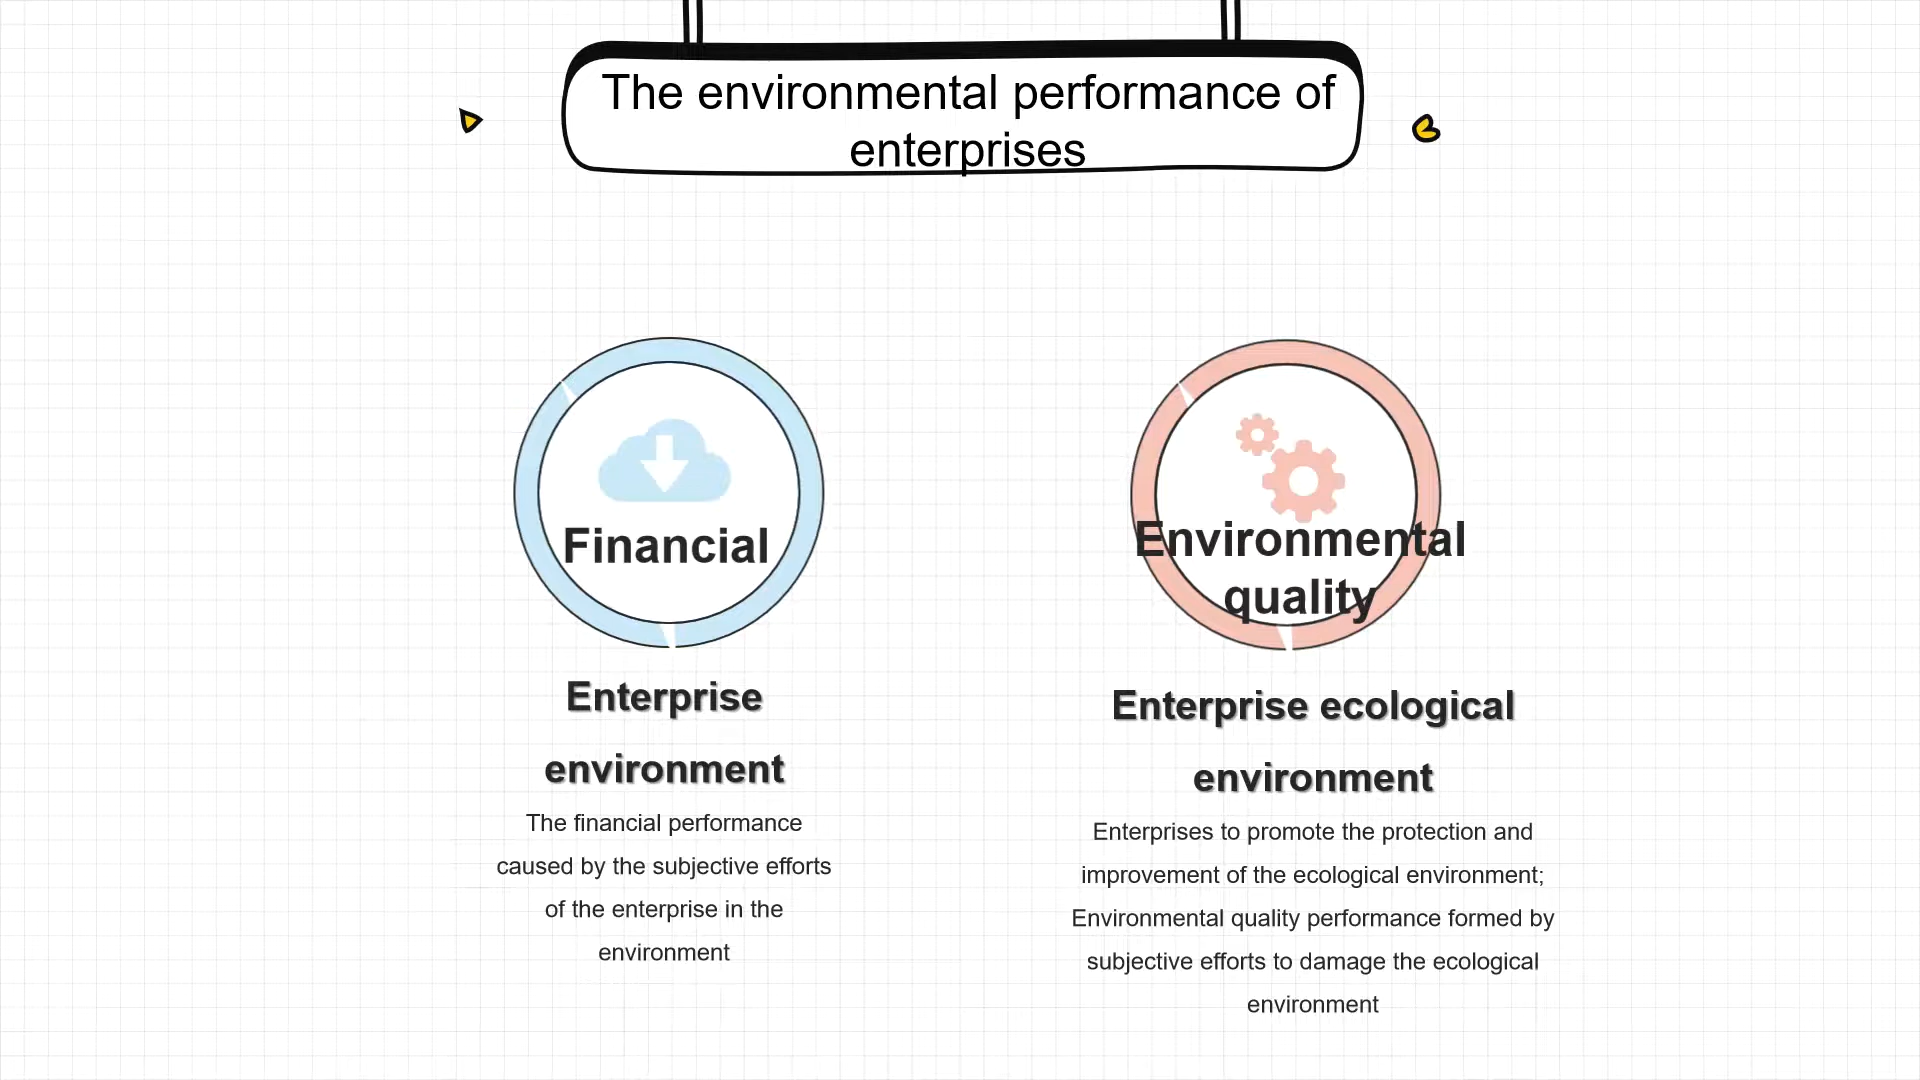 The environmental performance of
enterprises
Financial
Enterprise
environment
The financial performance
caused by the subjective efforts
of the enterprise in the
environment
Environmental
quality
Enterprise ecological
environment
Enterprises to promote the protection and
improvement of the ecological environment;
Environmental quality performance formed by
subjective efforts to damage the ecological
environment